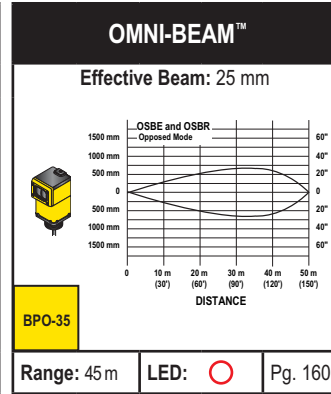 OMNI-BEAM™
Effective Beam: 25 mm
OSBE and OSBR
Opposed Mode
1500 mm 60"
1000 mm 40"
500 mm 20"
0 0
500 mm 20"
1000 mm 40"
1500 mm 60"
0 10 m 20 m 30 m 40 m 50 m
(30') (60') (90') (120') (150')
DISTANCE
BPO-35
Range: 45 m LED: Pg. 160